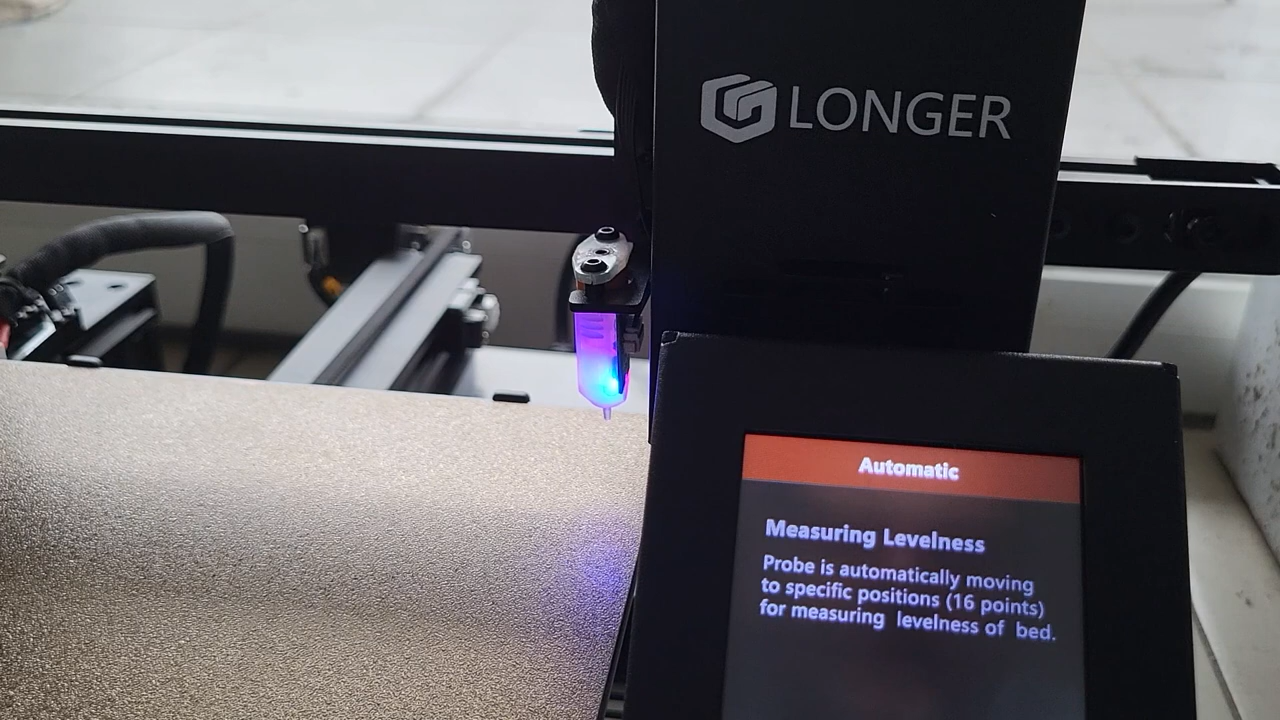 LONGER
Automatic
Measuring Levelness
Probe is automatically moving
to specific positions (16 points)
for measuring levelness of bed.